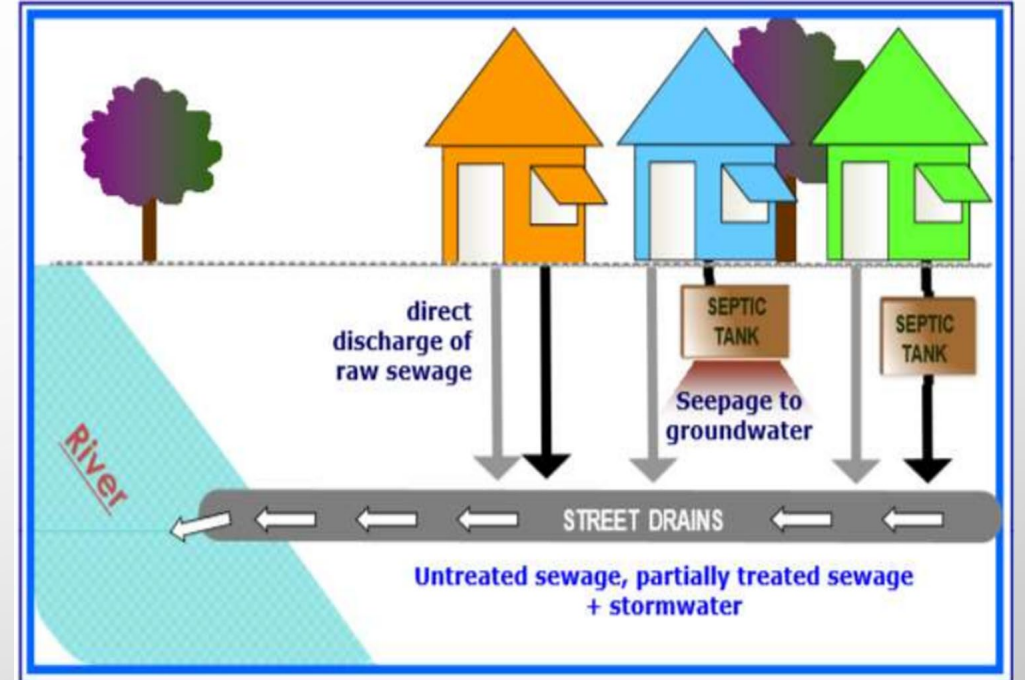 direct
discharge of
raw sewage
SEPTIC
TANK
SEPTIC
TANK
Seepage to
groundwater
River
STREET DRAINS
Untreated sewage, partially treated sewage
+ stormwater